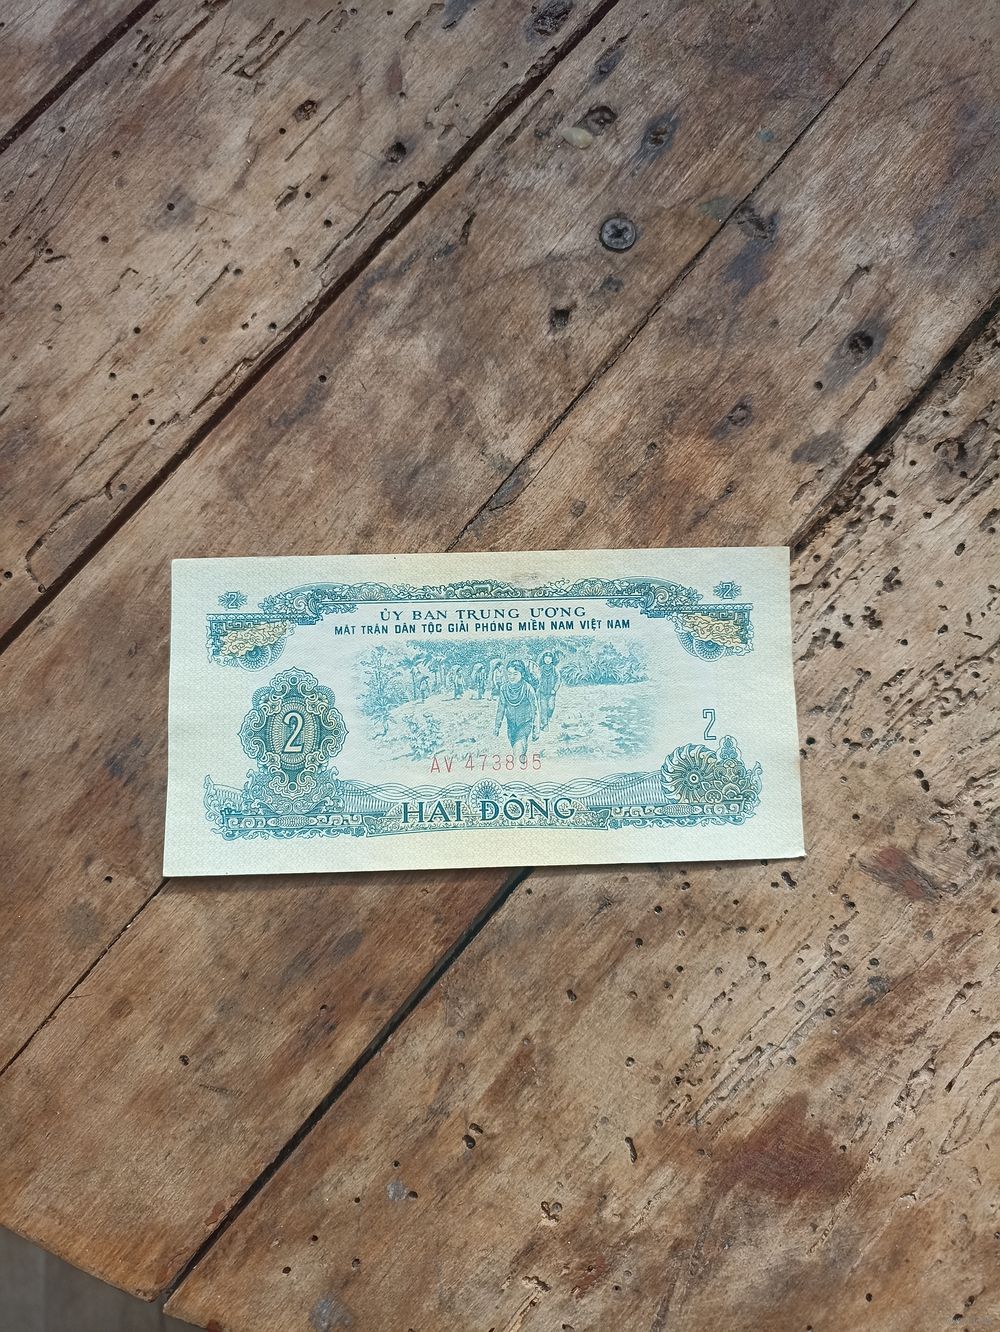 2 2
ỦY BAN TRUNG ƯƠNG
MẶT TRẬN DÂN TỘC GIẢI PHÓNG MIỀN NAM VIỆT NAM
2
2
AV 473895
HAI ĐỒNG